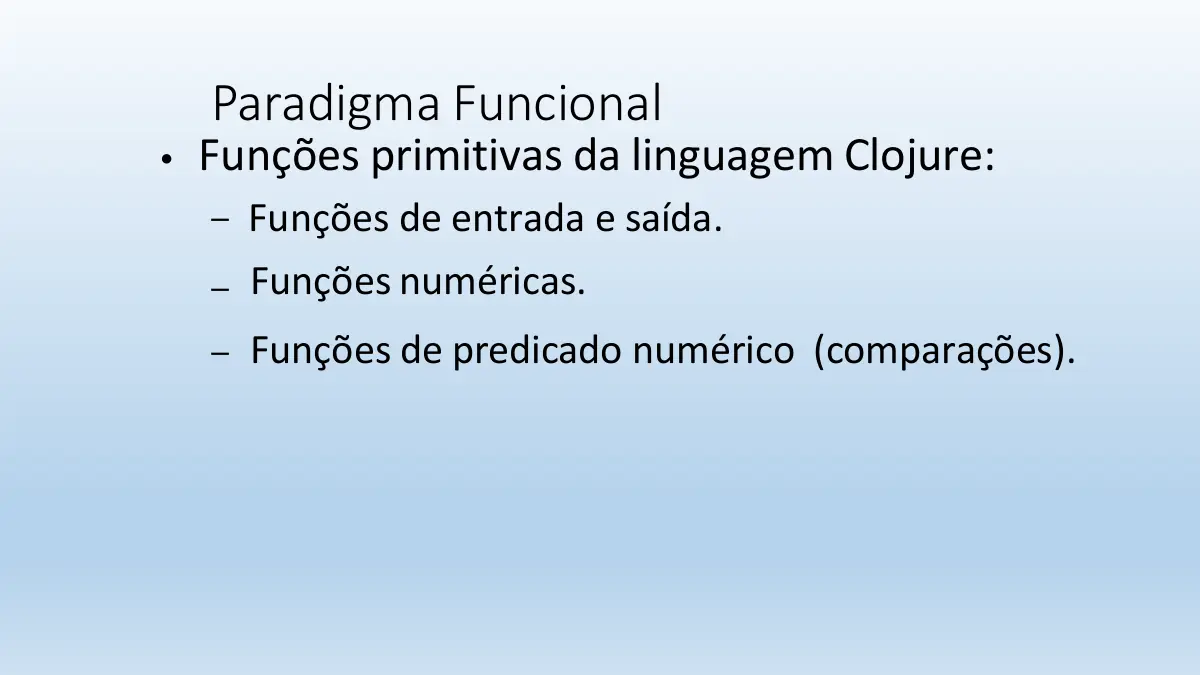 Paradigma Funcional
• Funções primitivas da linguagem Clojure:
– Funções de entrada e saída.
– Funções numéricas.
– Funções de predicado numérico (comparações).